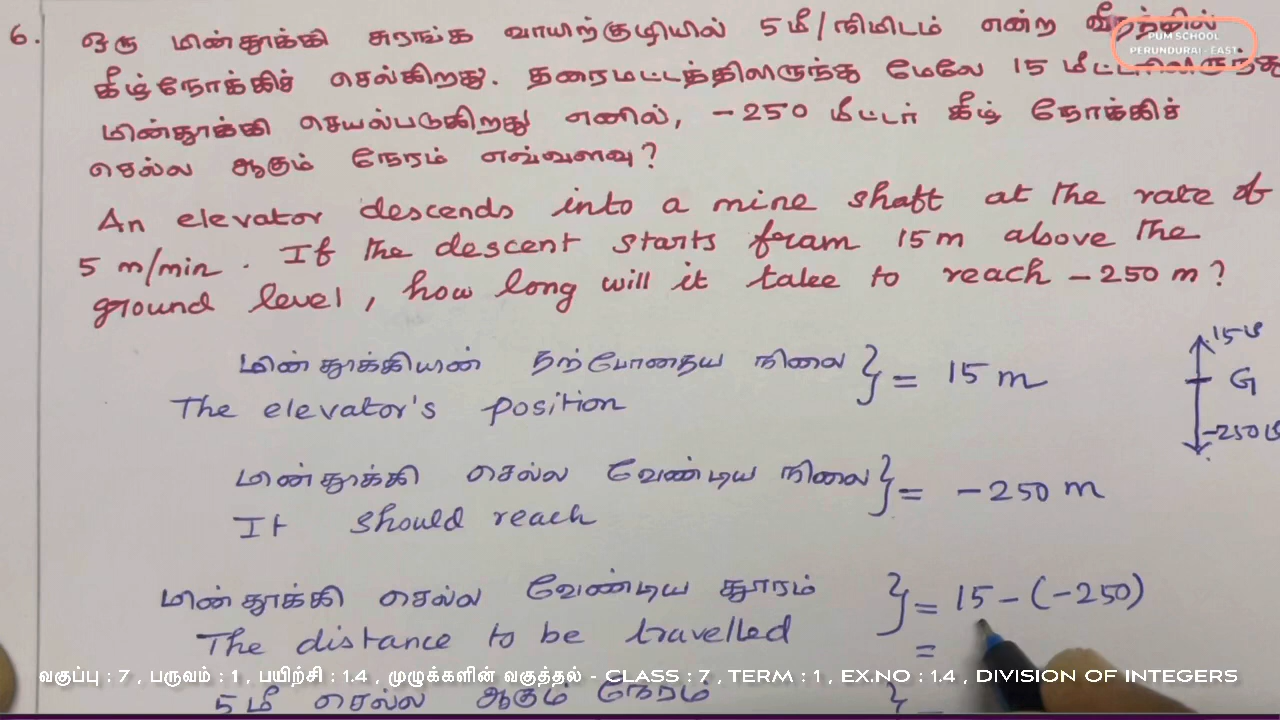 6. ஒரு மின்தூக்கி சுரங்க வாயிற்குழியில் 5மீ/நிமிடம் என்ற வீதத்தில்
PUM SCHOOL
PERUNDURAI - EAST
கீழ்நோக்கிச் செல்கிறது. தரைமட்டத்திலிருந்து மேலே 15 மீட்டரிலிருந்து
மின்தூக்கி செயல்படுகிறது எனில், -250 மீட்டர் கீழ் நோக்கிச்
செல்ல ஆகும் நேரம் எவ்வளவு?
An elevator descends into a mine shaft at the rate of
5 m/min. If the descent starts from 15m above the
ground level, how long will it take to reach -250 m?
மின்தூக்கியின் தற்போதைய நிலை } = 15 m
The elevator's position
15மீ
G
-250மீ
மின்தூக்கி செல்ல வேண்டிய நிலை } = -250 m
It should reach
மின்தூக்கி செல்ல வேண்டிய தூரம் } = 15 - (-250)
The distance to be travelled =
வகுப்பு : 7 , பருவம் : 1 , பயிற்சி : 1.4 , முழுக்களின் வகுத்தல் - CLASS : 7 , TERM : 1 , EX.NO : 1.4 , DIVISION OF INTEGERS
5 மீ செல்ல ஆகும் நேரம் } =